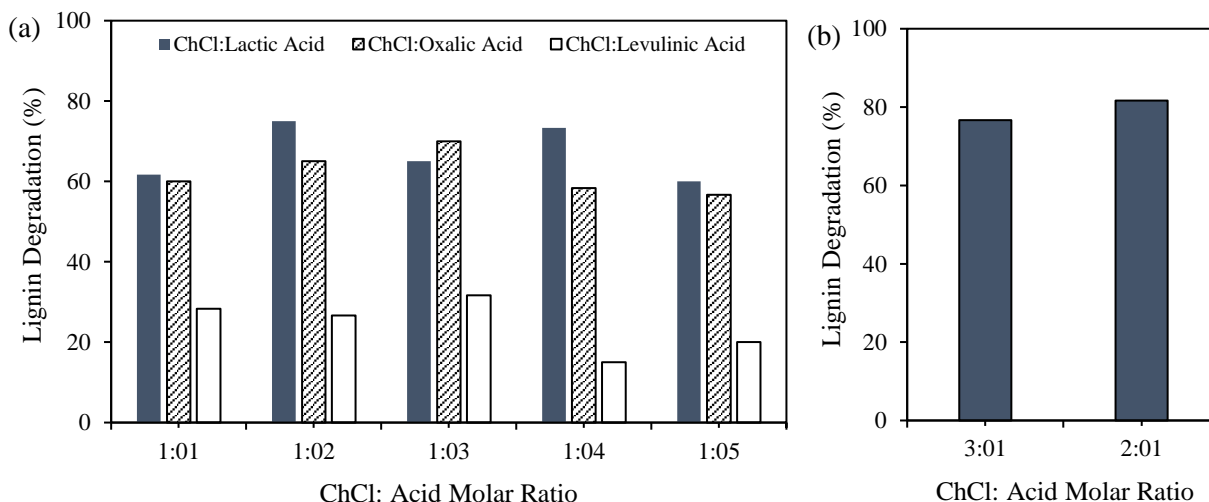 (a)
Lignin Degradation (%)
100
80
60
40
20
0
ChCl:Lactic Acid ChCl:Oxalic Acid ChCl:Levulinic Acid
1:01 1:02 1:03 1:04 1:05
ChCl: Acid Molar Ratio
(b)
Lignin Degradation (%)
100
80
60
40
20
0
3:01 2:01
ChCl: Acid Molar Ratio